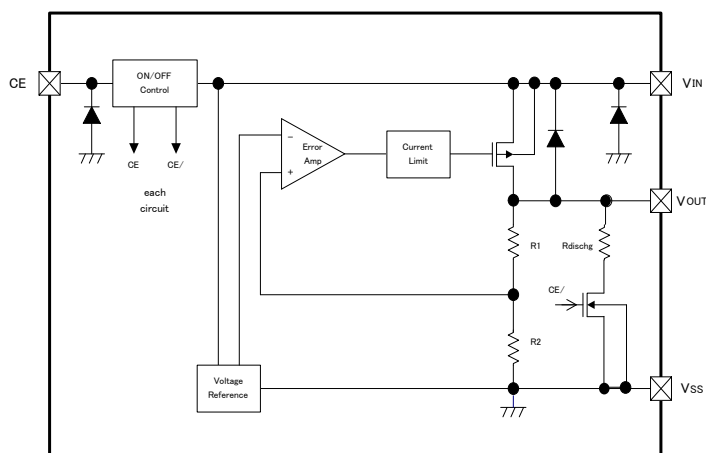 CE
ON/OFF
Control
VIN
CE
CE/
each
circuit
−
Error
Amp
+
Current
Limit
VOUT
R1
Rdischg
CE/
R2
Voltage
Reference
VSS